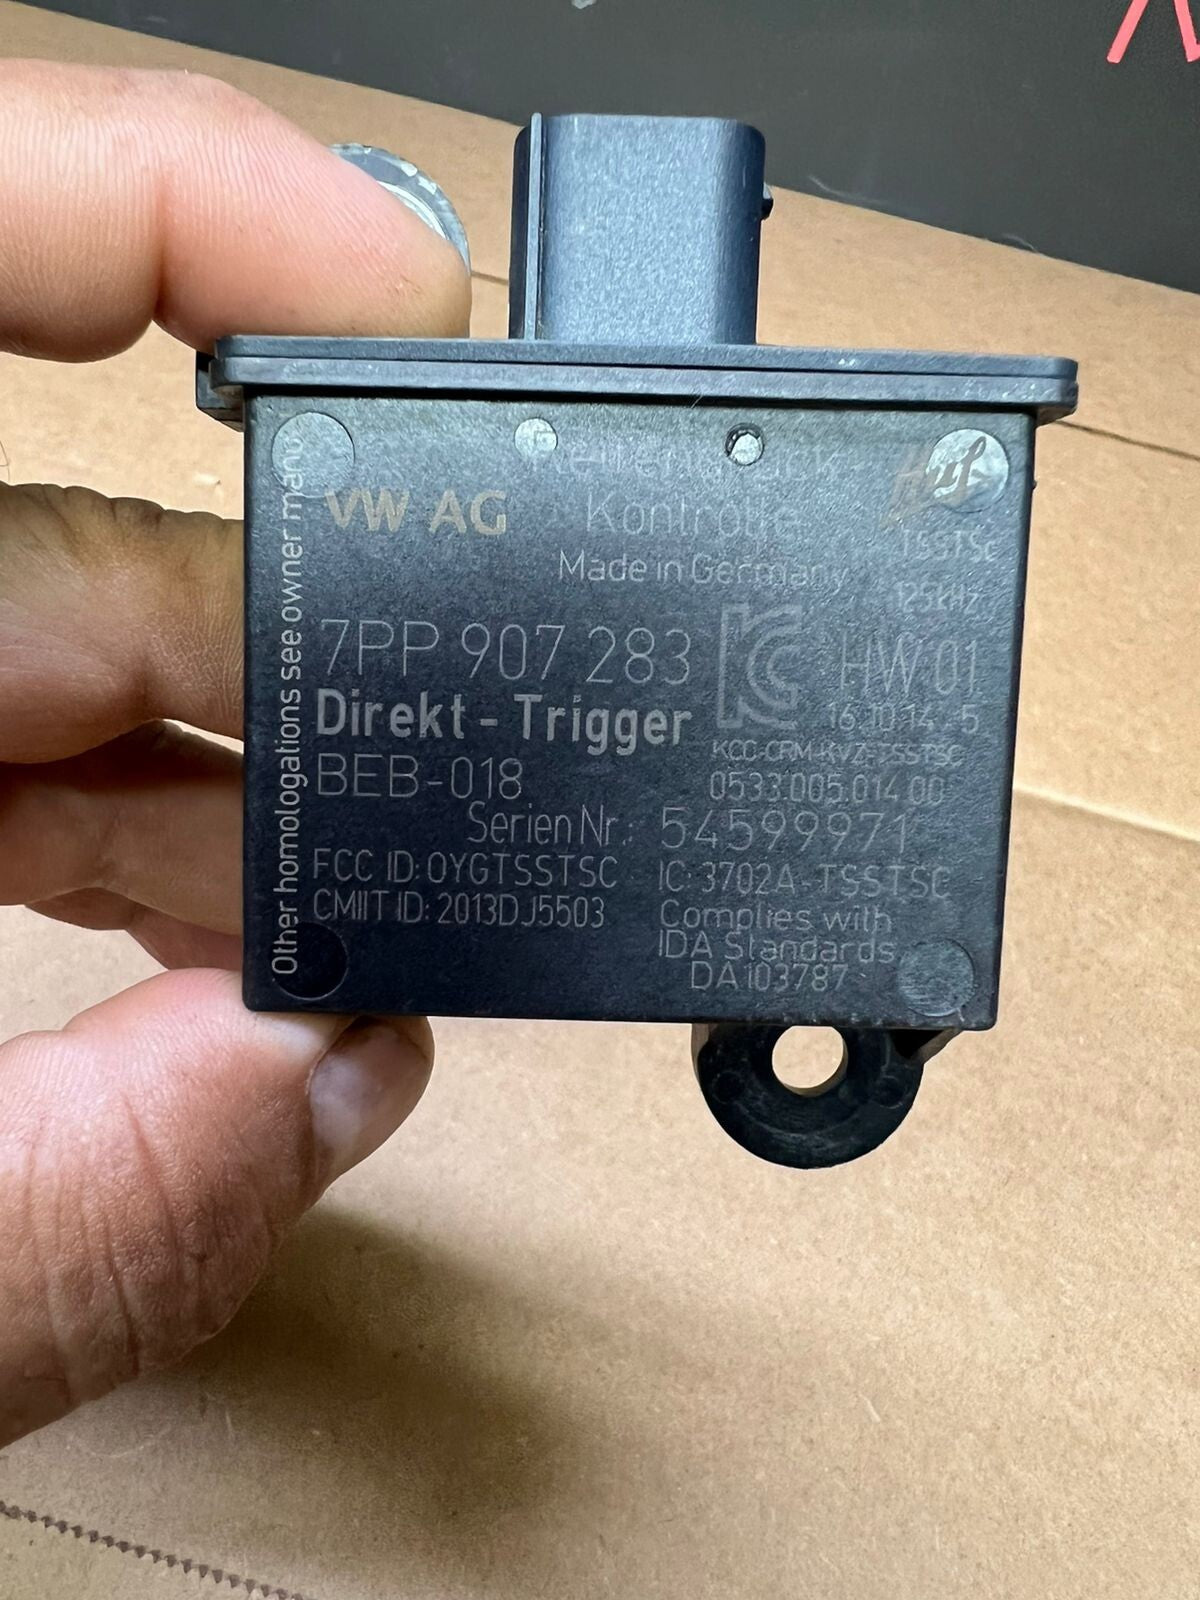 Reifendruck-
VW AG
Kontrolle
Huf
TSSTSc
Made in Germany
125kHz
7PP 907 283
HW:01
Direkt - Trigger
16.10.14 5
KCC-CRM-KVZ-TSSTSC
BEB-018
0533.005.014.00
Serien Nr.: 54599971
FCC ID: OYGTSSTSC
IC: 3702A-TSSTSC
CMIIT ID: 2013DJ5503
Complies with
IDA Standards
DA103787
Other homologations see owner manu